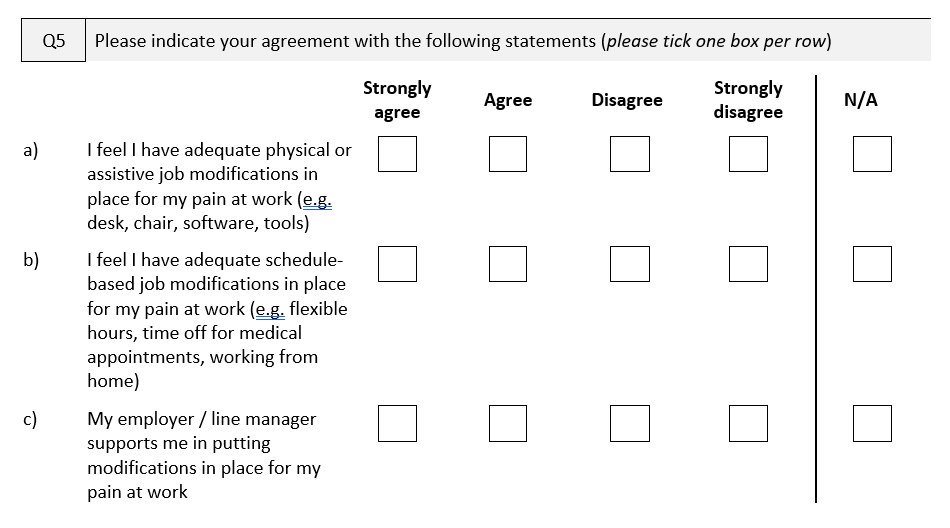 Q5 Please indicate your agreement with the following statements (please tick one box per row)
Strongly agree Agree Disagree Strongly disagree N/A
a) I feel I have adequate physical or
assistive job modifications in
place for my pain at work (e.g.
desk, chair, software, tools)
b) I feel I have adequate schedule-
based job modifications in place
for my pain at work (e.g. flexible
hours, time off for medical
appointments, working from
home)
c) My employer / line manager
supports me in putting
modifications in place for my
pain at work